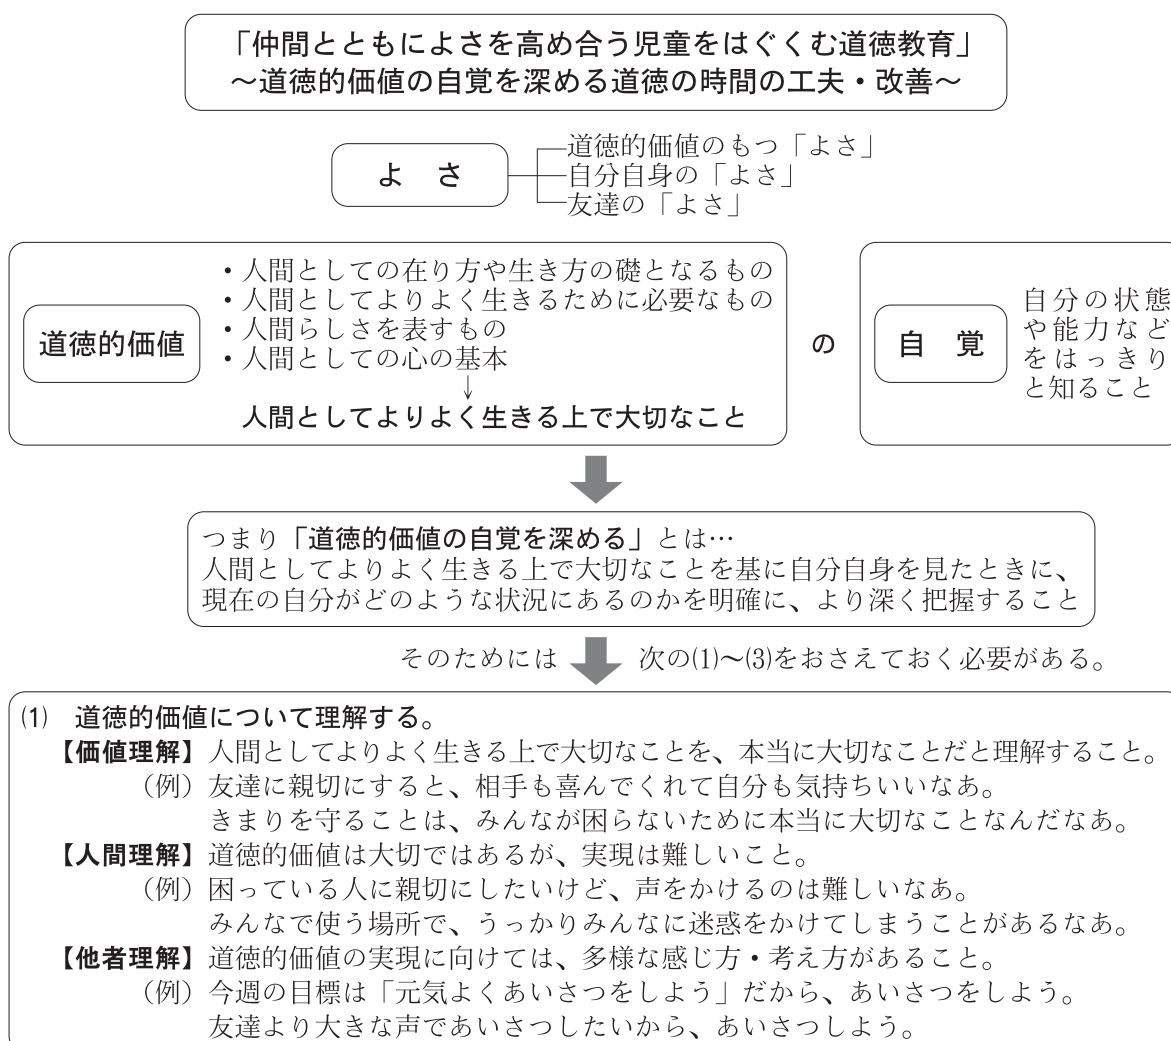 「仲間とともによさを高め合う児童をはぐくむ道徳教育」
～道徳的価値の自覚を深める道徳の時間の工夫・改善～
よ　さ
道徳的価値のもつ「よさ」
自分自身の「よさ」
友達の「よさ」
道徳的価値
・人間としての在り方や生き方の礎となるもの
・人間としてよりよく生きるために必要なもの
・人間らしさを表すもの
・人間としての心の基本
↓
人間としてよりよく生きる上で大切なこと
の
自　覚
自分の状態
や能力など
をはっきり
と知ること
つまり「道徳的価値の自覚を深める」とは…
人間としてよりよく生きる上で大切なことを基に自分自身を見たときに、
現在の自分がどのような状況にあるのかを明確に、より深く把握すること
そのためには　次の⑴～⑶をおさえておく必要がある。
⑴　道徳的価値について理解する。
【価値理解】人間としてよりよく生きる上で大切なことを、本当に大切なことだと理解すること。
（例）友達に親切にすると、相手も喜んでくれて自分も気持ちいいなあ。
きまりを守ることは、みんなが困らないために本当に大切なことなんだなあ。
【人間理解】道徳的価値は大切ではあるが、実現は難しいこと。
（例）困っている人に親切にしたいけど、声をかけるのは難しいなあ。
みんなで使う場所で、うっかりみんなに迷惑をかけてしまうことがあるなあ。
【他者理解】道徳的価値の実現に向けては、多様な感じ方・考え方があること。
（例）今週の目標は「元気よくあいさつをしよう」だから、あいさつをしよう。
友達より大きな声であいさつしたいから、あいさつしよう。